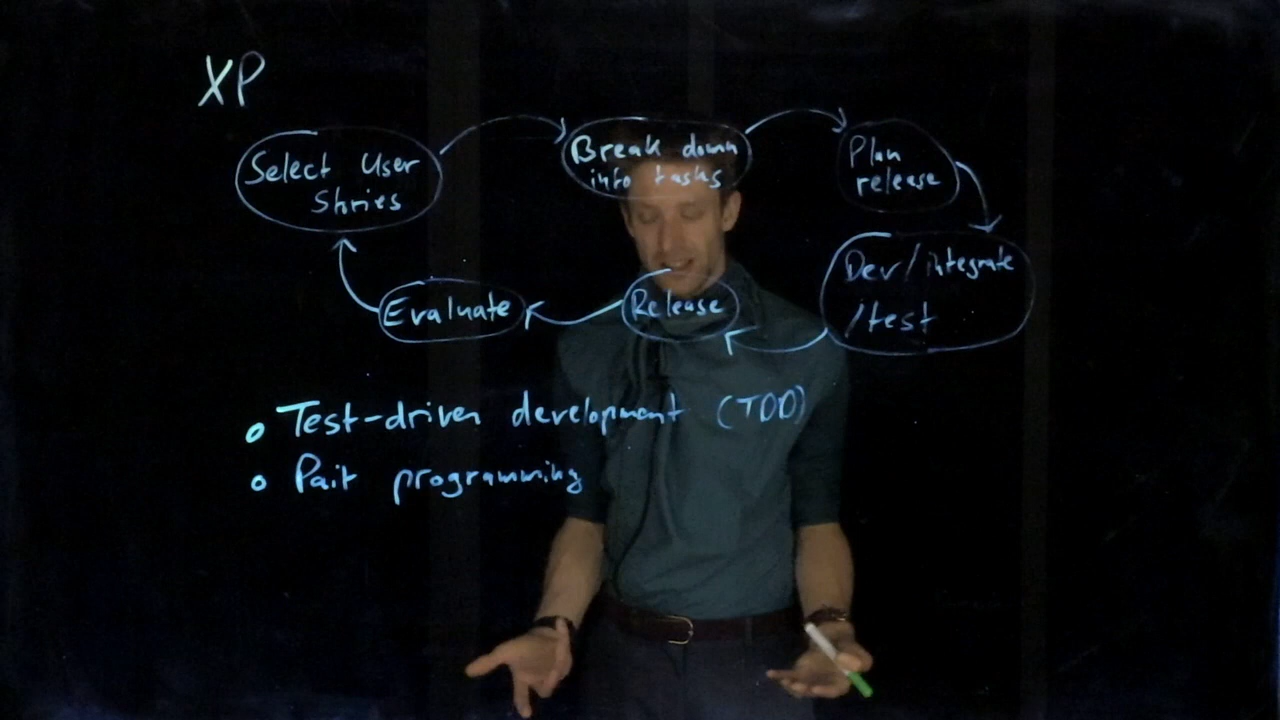 XP
Select User
Stories
Break down
into tasks
Plan
release
Dev/integrate
/test
Release
Evaluate
Test-driven development (TDD)
Pair programming